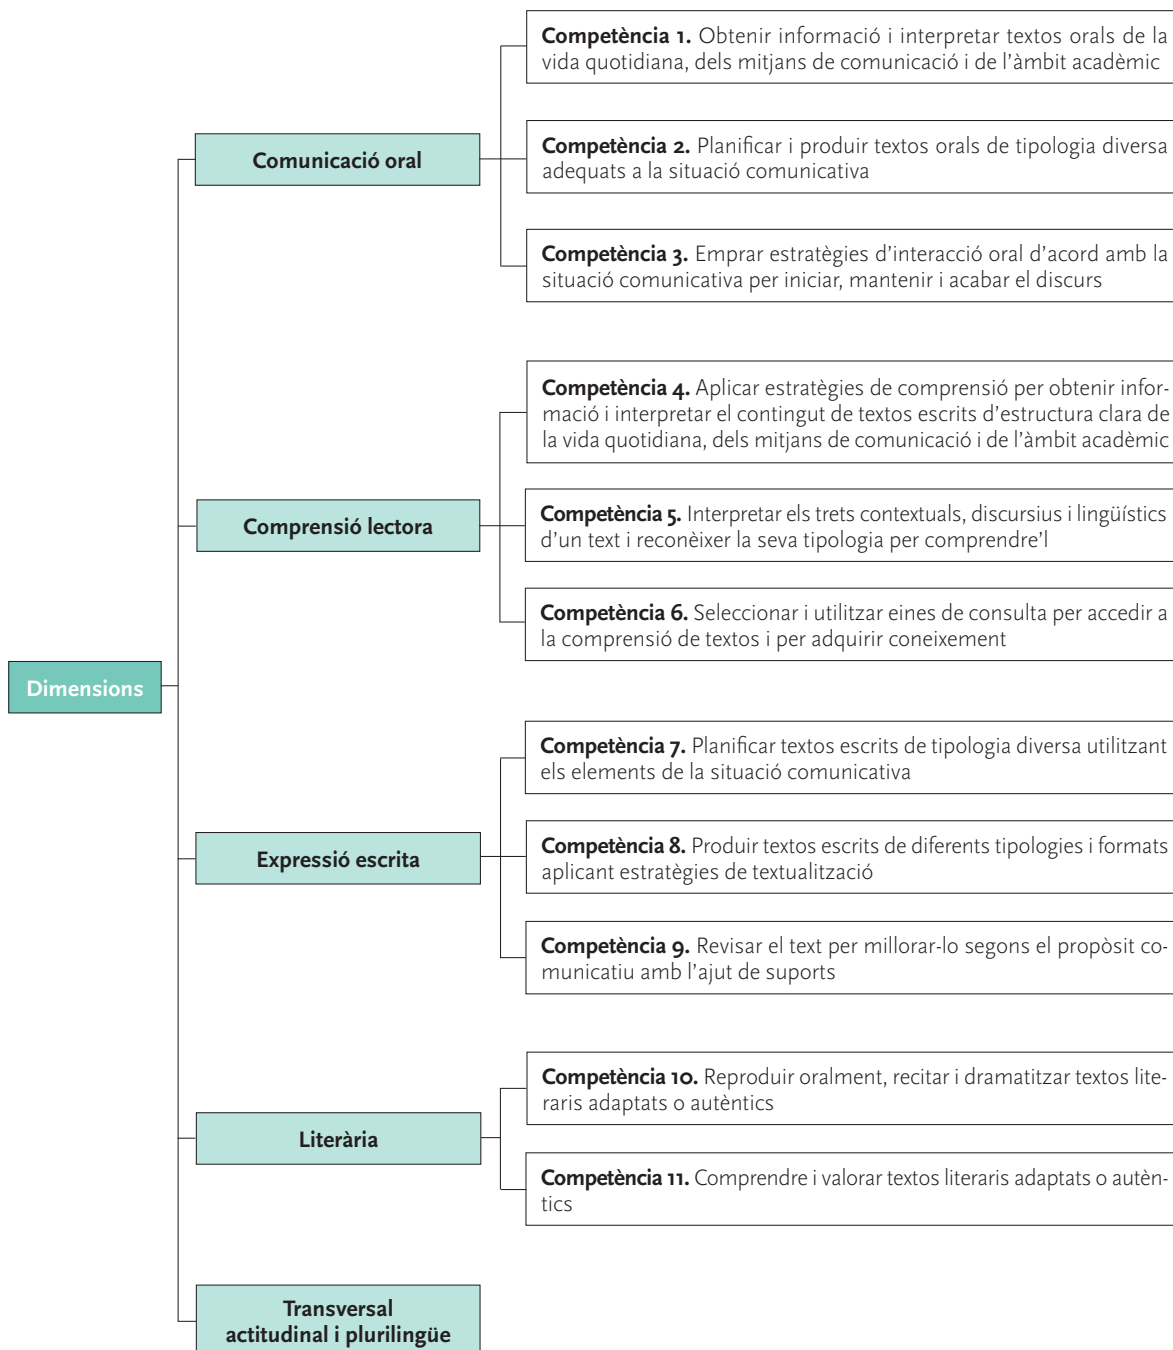 Competència 1. Obtenir informació i interpretar textos orals de la
vida quotidiana, dels mitjans de comunicació i de l'àmbit acadèmic
Comunicació oral
Competència 2. Planificar i produir textos orals de tipologia diversa
adequats a la situació comunicativa
Competència 3. Emprar estratègies d'interacció oral d'acord amb la
situació comunicativa per iniciar, mantenir i acabar el discurs
Competència 4. Aplicar estratègies de comprensió per obtenir infor-
mació i interpretar el contingut de textos escrits d'estructura clara de
la vida quotidiana, dels mitjans de comunicació i de l'àmbit acadèmic
Comprensió lectora
Competència 5. Interpretar els trets contextuals, discursius i lingüístics
d'un text i reconèixer la seva tipologia per comprendre'l
Competència 6. Seleccionar i utilitzar eines de consulta per accedir a
la comprensió de textos i per adquirir coneixement
Dimensions
Competència 7. Planificar textos escrits de tipologia diversa utilitzant
els elements de la situació comunicativa
Expressió escrita
Competència 8. Produir textos escrits de diferents tipologies i formats
aplicant estratègies de textualització
Competència 9. Revisar el text per millorar-lo segons el propòsit co-
municatiu amb l'ajut de suports
Competència 10. Reproduir oralment, recitar i dramatitzar textos lite-
raris adaptats o autèntics
Literària
Competència 11. Comprendre i valorar textos literaris adaptats o autèn-
tics
Transversal
actitudinal i plurilingüe